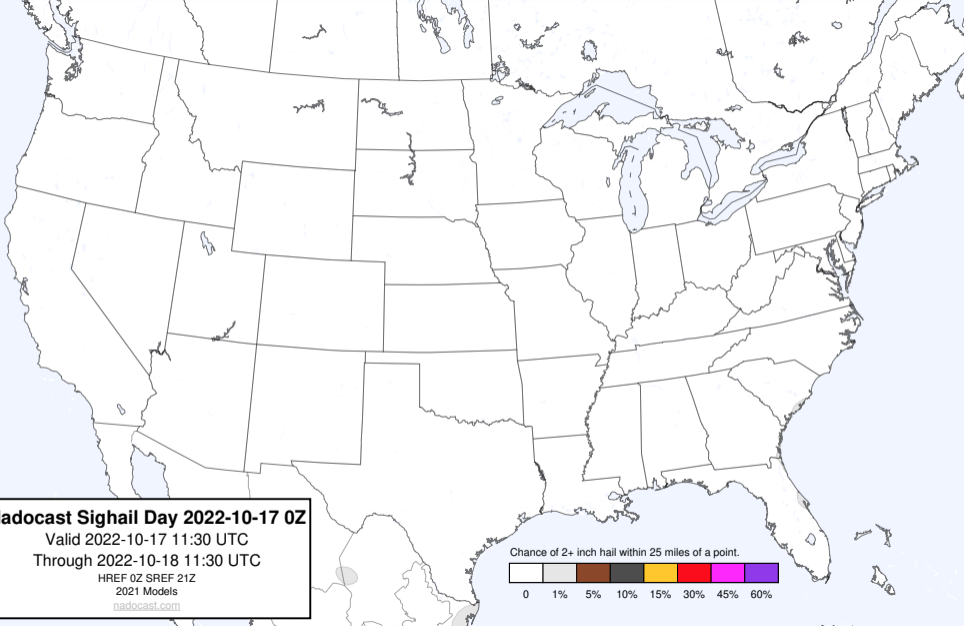 adocast Sighail Day 2022-10-17 0Z
Valid 2022-10-17 11:30 UTC
Through 2022-10-18 11:30 UTC
HREF 0Z SREF 21Z
2021 Models
nadocast.com
Chance of 2+ inch hail within 25 miles of a point.
0 1% 5% 10% 15% 30% 45% 60%